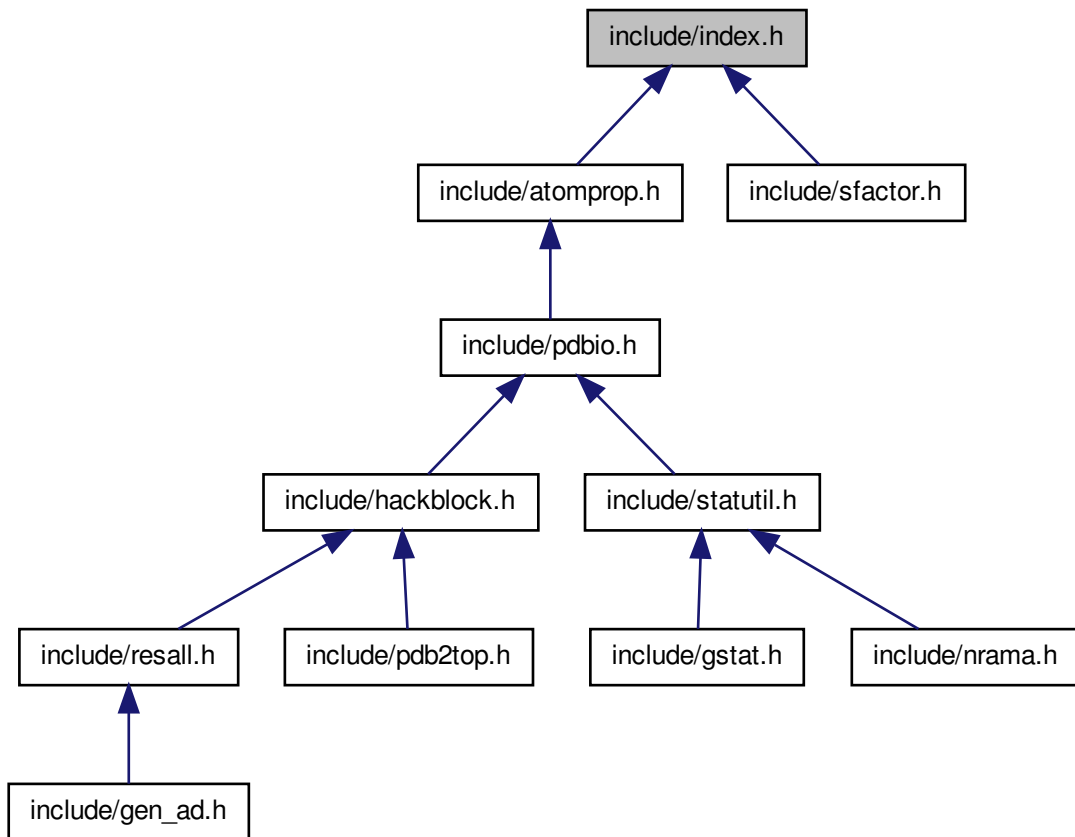 include/index.h
include/atomprop.h
include/sfactor.h
include/pdbio.h
include/hackblock.h
include/statutil.h
include/resall.h
include/pdb2top.h
include/gstat.h
include/nrama.h
include/gen_ad.h